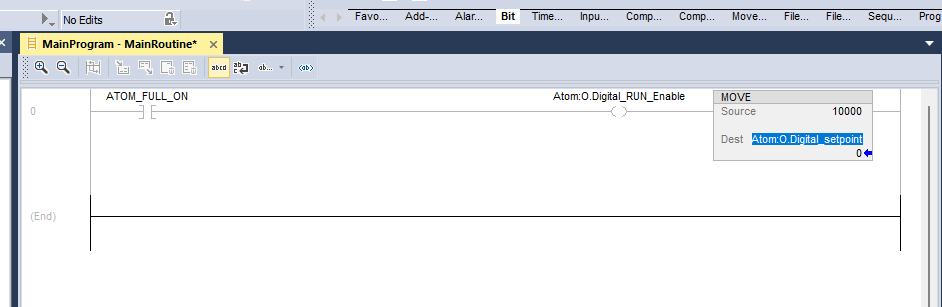 No Edits
Favo... Add-... Alar... Bit Time... Inpu... Comp... Comp... Move... File... File... Sequ... Prog
MainProgram - MainRoutine* ×
abcd ab... <ab>
ATOM_FULL_ON Atom:O.Digital_RUN_Enable MOVE
0 Source 10000
Dest Atom:O.Digital_setpoint
0
(End)